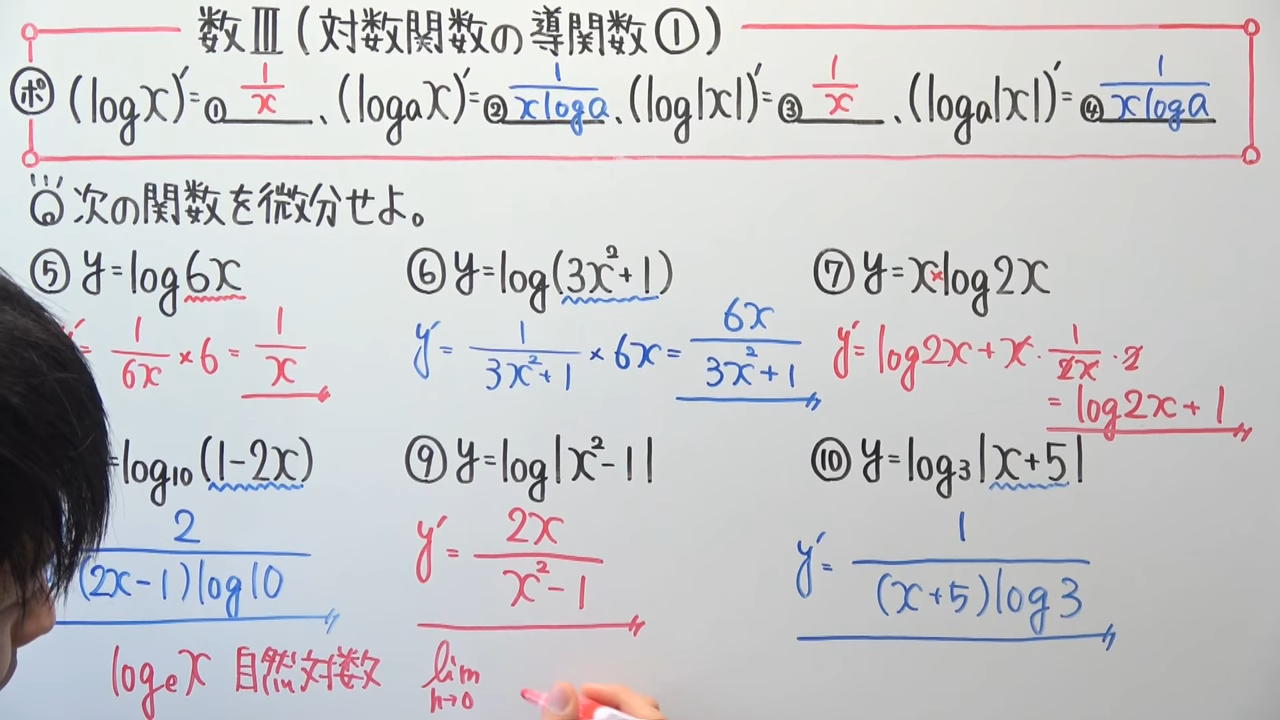 数Ⅲ(対数関数の導関数①)
ポ (logx)′=① 1/x 、(logₐx)′=② 1/(xloga) 、(log|x|)′=③ 1/x 、(logₐ|x|)′=④ 1/(xloga)
次の関数を微分せよ。
⑤ y=log6x ⑥ y=log(3x²+1) ⑦ y=x×log2x
y′= 1/(6x) ×6 = 1/x y′= 1/(3x²+1) ×6x= 6x/(3x²+1) y′=log2x+x・1/(2x)・2
=log2x+1
=log₁₀(1-2x) ⑨ y=log|x²-1| ⑩ y=log₃|x+5|
2/((2x-1)log10) y′= 2x/(x²-1) y′= 1/((x+5)log3)
logₑx 自然対数 lim h→0